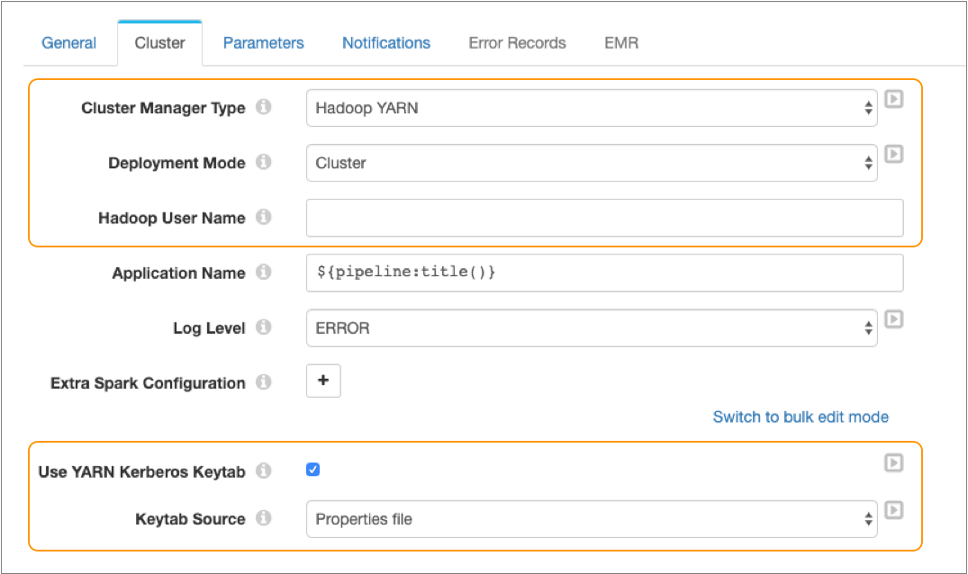 General Cluster Parameters Notifications Error Records EMR
Cluster Manager Type Hadoop YARN
Deployment Mode Cluster
Hadoop User Name
Application Name ${pipeline:title()}
Log Level ERROR
Extra Spark Configuration +
Switch to bulk edit mode
Use YARN Kerberos Keytab
Keytab Source Properties file